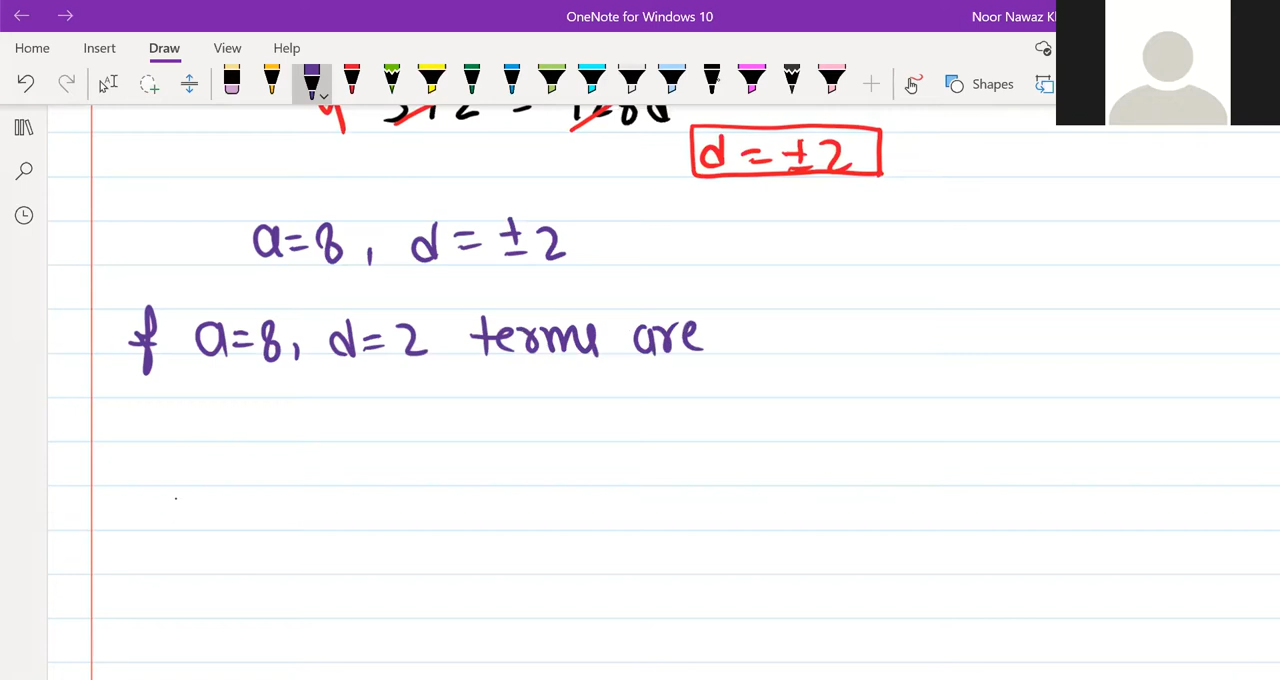 OneNote for Windows 10
Noor Nawaz
Home Insert Draw View Help
Shapes
d = ±2
a=8, d = ±2
If a=8, d=2 terms are